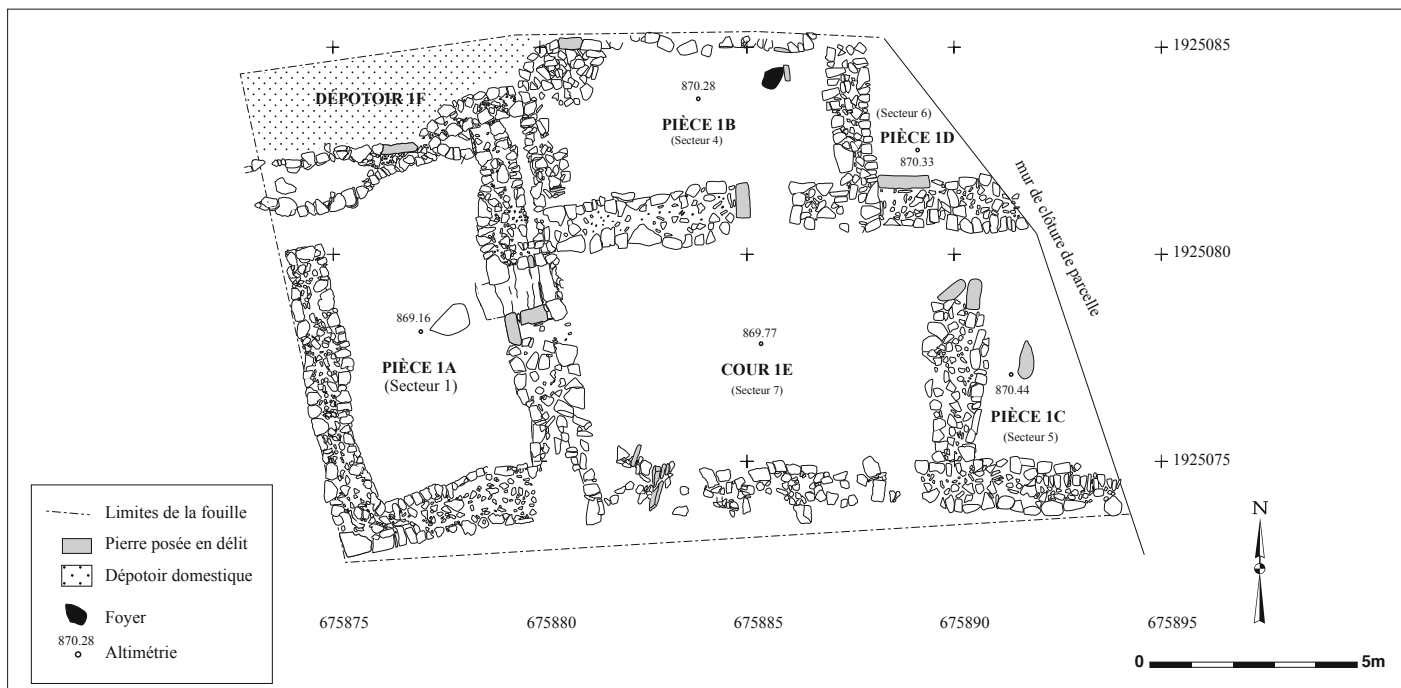 1925085
DÉPOTOIR 1F
870.28
PIÈCE 1B
(Secteur 4)
(Secteur 6)
PIÈCE 1D
870.33
mur de clôture de parcelle
1925080
869.16
PIÈCE 1A
(Secteur 1)
869.77
COUR 1E
(Secteur 7)
870.44
PIÈCE 1C
(Secteur 5)
1925075
Limites de la fouille
Pierre posée en délit
Dépotoir domestique
Foyer
870.28
Altimétrie
N
675875
675880
675885
675890
675895
0
5m